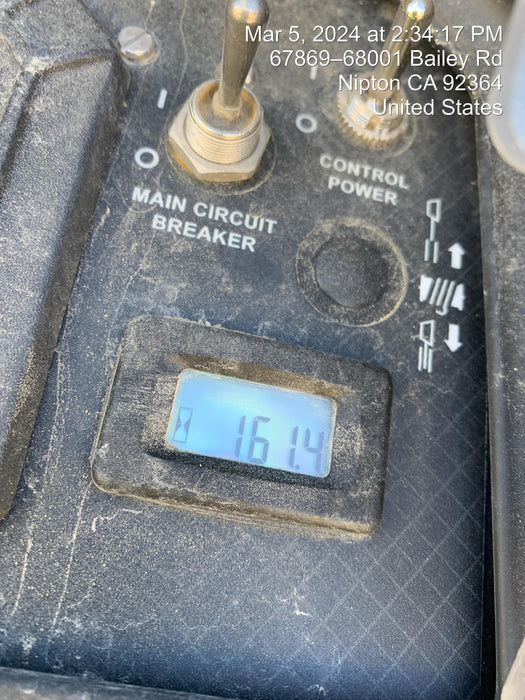 Mar 5, 2024 at 2:34:17 PM
67869–68001 Bailey Rd
Nipton CA 92364
United States
I
O
MAIN CIRCUIT
BREAKER
I
O
CONTROL
POWER
161.4